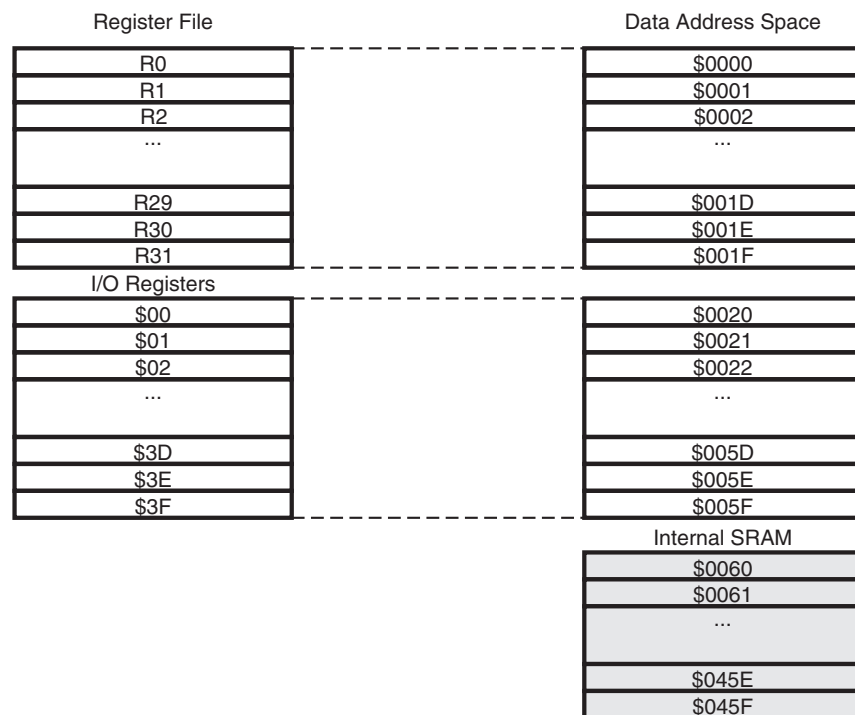 Register File Data Address Space
R0 $0000
R1 $0001
R2 $0002
... ...
R29 $001D
R30 $001E
R31 $001F
I/O Registers
$00 $0020
$01 $0021
$02 $0022
... ...
$3D $005D
$3E $005E
$3F $005F
Internal SRAM
$0060
$0061
...
$045E
$045F